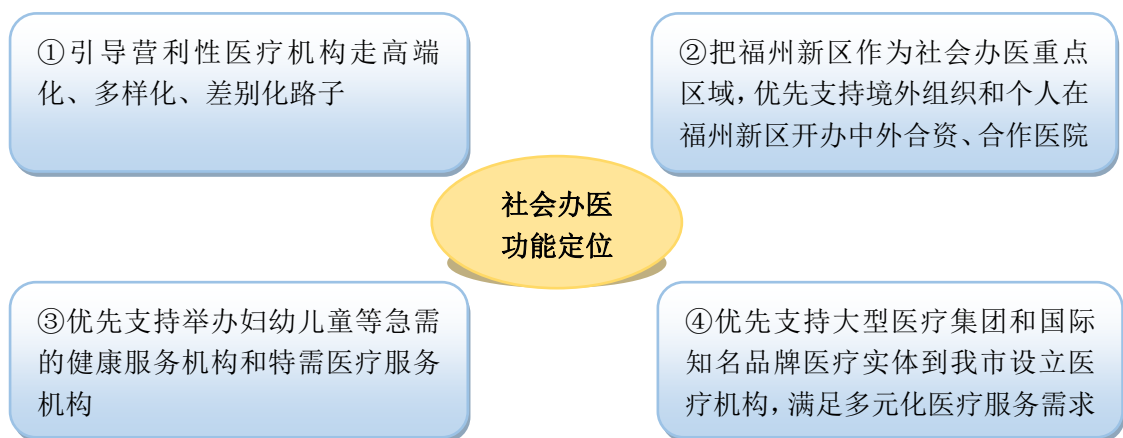 ①引导营利性医疗机构走高端
化、多样化、差别化路子
②把福州新区作为社会办医重点
区域，优先支持境外组织和个人在
福州新区开办中外合资、合作医院
社会办医
功能定位
③优先支持举办妇幼儿童等急需
的健康服务机构和特需医疗服务
机构
④优先支持大型医疗集团和国际
知名品牌医疗实体到我市设立医
疗机构，满足多元化医疗服务需求